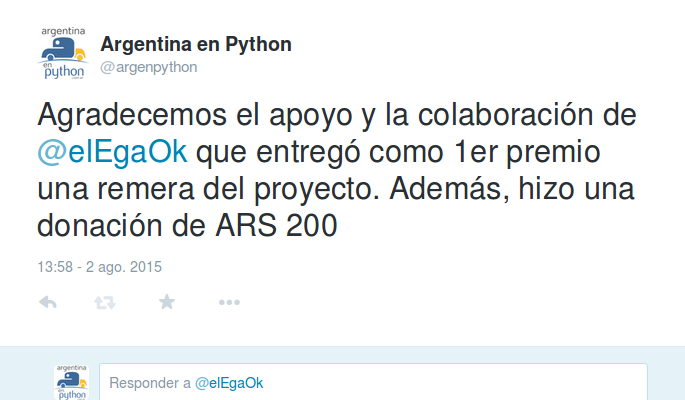 argentina
en
python
.com.ar
Argentina en Python
@argenpython
Agradecemos el apoyo y la colaboración de
@elEgaOk que entregó como 1er premio
una remera del proyecto. Además, hizo una
donación de ARS 200
13:58 - 2 ago. 2015
argentina
en
python
Responder a @elEgaOk